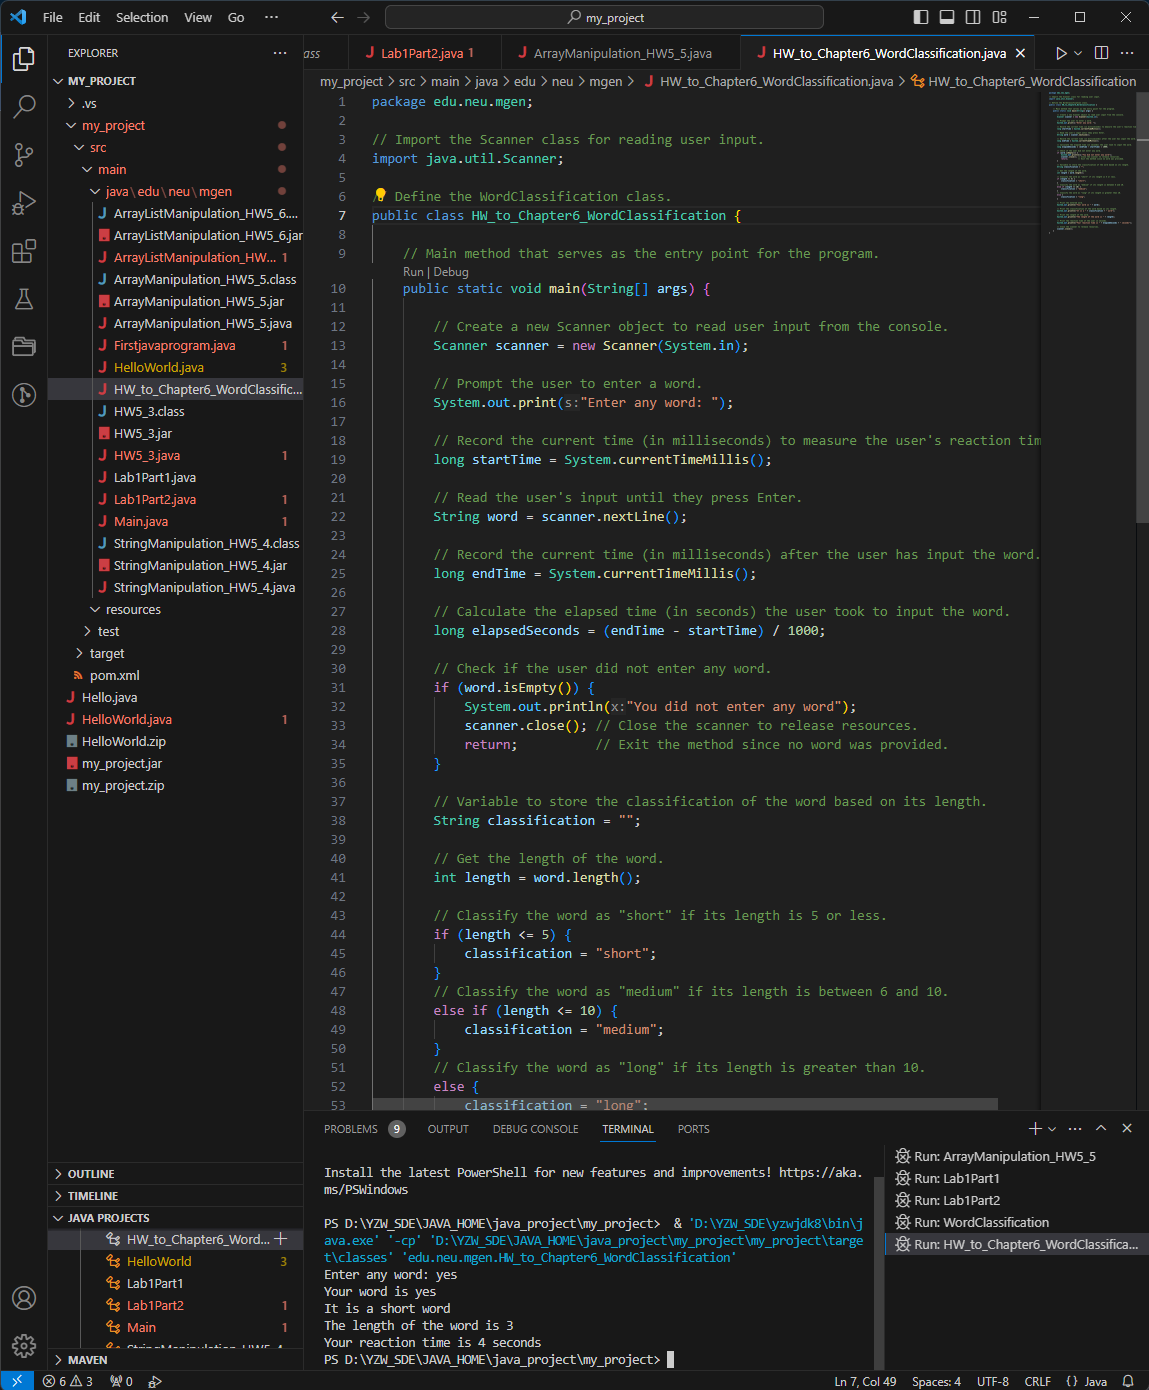 File Edit Selection View Go ··· my_project
EXPLORER ···
MY_PROJECT
.vs
my_project
src
main
java\edu\neu\mgen
ArrayListManipulation_HW5_6....
ArrayListManipulation_HW5_6.jar
ArrayListManipulation_HW... 1
ArrayManipulation_HW5_5.class
ArrayManipulation_HW5_5.jar
ArrayManipulation_HW5_5.java
Firstjavaprogram.java 1
HelloWorld.java 3
HW_to_Chapter6_WordClassific...
HW5_3.class
HW5_3.jar
HW5_3.java 1
Lab1Part1.java
Lab1Part2.java 1
Main.java 1
StringManipulation_HW5_4.class
StringManipulation_HW5_4.jar
StringManipulation_HW5_4.java
resources
test
target
pom.xml
Hello.java
HelloWorld.java 1
HelloWorld.zip
my_project.jar
my_project.zip
OUTLINE
TIMELINE
JAVA PROJECTS
HW_to_Chapter6_Word...
HelloWorld 3
Lab1Part1
Lab1Part2 1
Main 1
StringManipulation_HW5_4
MAVEN
ass Lab1Part2.java 1 ArrayManipulation_HW5_5.java HW_to_Chapter6_WordClassification.java
my_project > src > main > java > edu > neu > mgen > HW_to_Chapter6_WordClassification.java > HW_to_Chapter6_WordClassification
1 package edu.neu.mgen;
2
3 // Import the Scanner class for reading user input.
4 import java.util.Scanner;
5
6 // Define the WordClassification class.
7 public class HW_to_Chapter6_WordClassification {
8
9 // Main method that serves as the entry point for the program.
Run | Debug
10 public static void main(String[] args) {
11
12 // Create a new Scanner object to read user input from the console.
13 Scanner scanner = new Scanner(System.in);
14
15 // Prompt the user to enter a word.
16 System.out.print(s:"Enter any word: ");
17
18 // Record the current time (in milliseconds) to measure the user's reaction tim
19 long startTime = System.currentTimeMillis();
20
21 // Read the user's input until they press Enter.
22 String word = scanner.nextLine();
23
24 // Record the current time (in milliseconds) after the user has input the word.
25 long endTime = System.currentTimeMillis();
26
27 // Calculate the elapsed time (in seconds) the user took to input the word.
28 long elapsedSeconds = (endTime - startTime) / 1000;
29
30 // Check if the user did not enter any word.
31 if (word.isEmpty()) {
32 System.out.println(x:"You did not enter any word");
33 scanner.close(); // Close the scanner to release resources.
34 return; // Exit the method since no word was provided.
35 }
36
37 // Variable to store the classification of the word based on its length.
38 String classification = "";
39
40 // Get the length of the word.
41 int length = word.length();
42
43 // Classify the word as "short" if its length is 5 or less.
44 if (length <= 5) {
45 classification = "short";
46 }
47 // Classify the word as "medium" if its length is between 6 and 10.
48 else if (length <= 10) {
49 classification = "medium";
50 }
51 // Classify the word as "long" if its length is greater than 10.
52 else {
53 classification = "long";
PROBLEMS 9 OUTPUT DEBUG CONSOLE TERMINAL PORTS
Install the latest PowerShell for new features and improvements! https://aka.
ms/PSWindows
PS D:\YZW_SDE\JAVA_HOME\java_project\my_project> & 'D:\YZW_SDE\yzwjdk8\bin\j
ava.exe' '-cp' 'D:\YZW_SDE\JAVA_HOME\java_project\my_project\my_project\targe
t\classes' 'edu.neu.mgen.HW_to_Chapter6_WordClassification'
Enter any word: yes
Your word is yes
It is a short word
The length of the word is 3
Your reaction time is 4 seconds
PS D:\YZW_SDE\JAVA_HOME\java_project\my_project>
Run: ArrayManipulation_HW5_5
Run: Lab1Part1
Run: Lab1Part2
Run: WordClassification
Run: HW_to_Chapter6_WordClassifica...
6 3 0 Ln 7, Col 49 Spaces: 4 UTF-8 CRLF {} Java